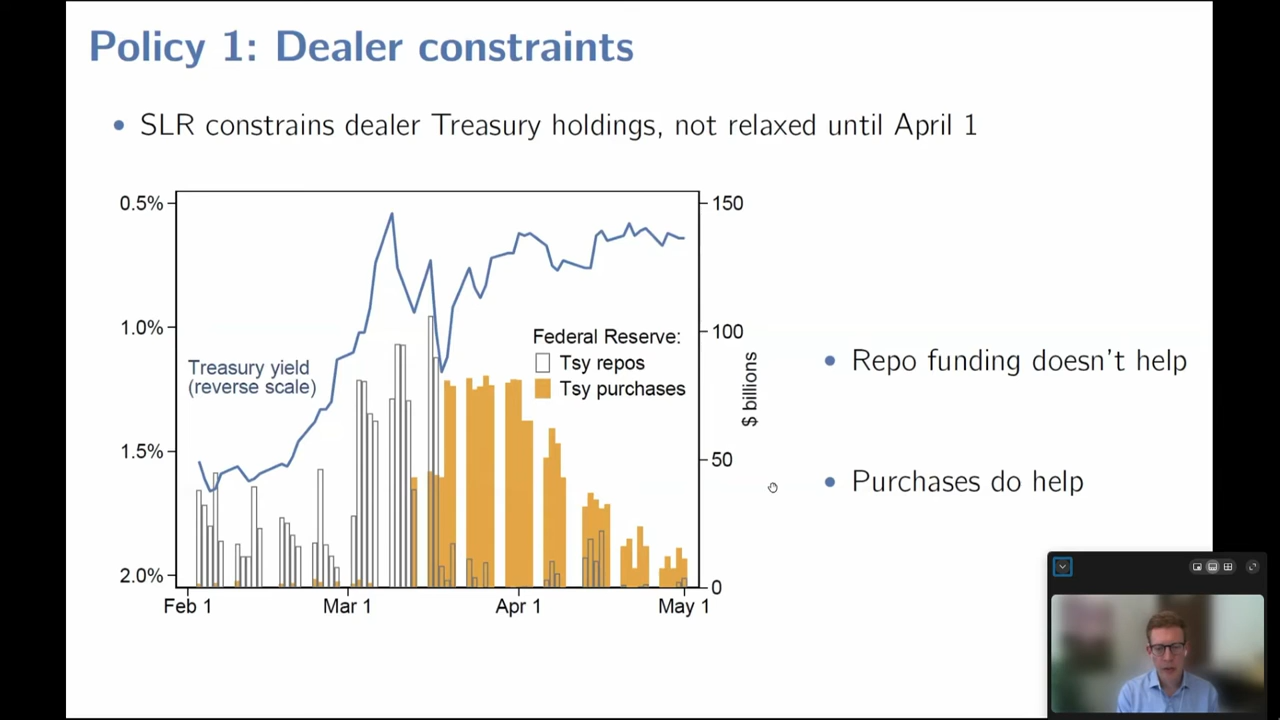 Policy 1: Dealer constraints
• SLR constrains dealer Treasury holdings, not relaxed until April 1
0.5%
1.0%
1.5%
2.0%
Treasury yield
(reverse scale)
Federal Reserve:
Tsy repos
Tsy purchases
150
100
50
0
$ billions
Feb 1
Mar 1
Apr 1
May 1
• Repo funding doesn't help
• Purchases do help